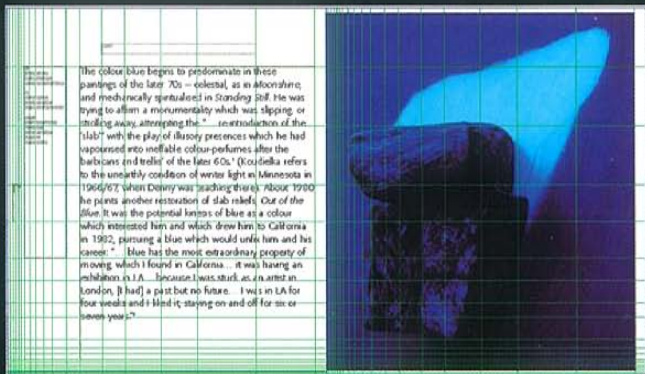 The colour blue begins to predominate in these
paintings of the later 70s – celestial, as in Moonshine,
and mechanically spiritualised in Standing Still. He was
trying to affirm a monumentality which was slipping, or
strolling away, attempting the "... re-introduction of the
'slab'" with the play of illusory presences which he had
vapourised into ineffable colour-perfumes after the
barbicans and trellis' of the later 60s.' (Koudielka refers
to the unearthly condition of winter light in Minnesota in
1966/67, when Denny was teaching there). About 1980
he paints another restoration of slab reliefs, Out of the
Blue. It was the potential kinesis of blue as a colour
which interested him and which drew him to California
in 1982, pursuing a blue which would unfix him and his
career: "... blue has the most extraordinary property of
moving, which I found in California... it was having an
exhibition in LA ... because I was stuck as an artist in
London, [I had] a past but no future... I was in LA for
four weeks and I liked it, staying on and off for six or
seven years."